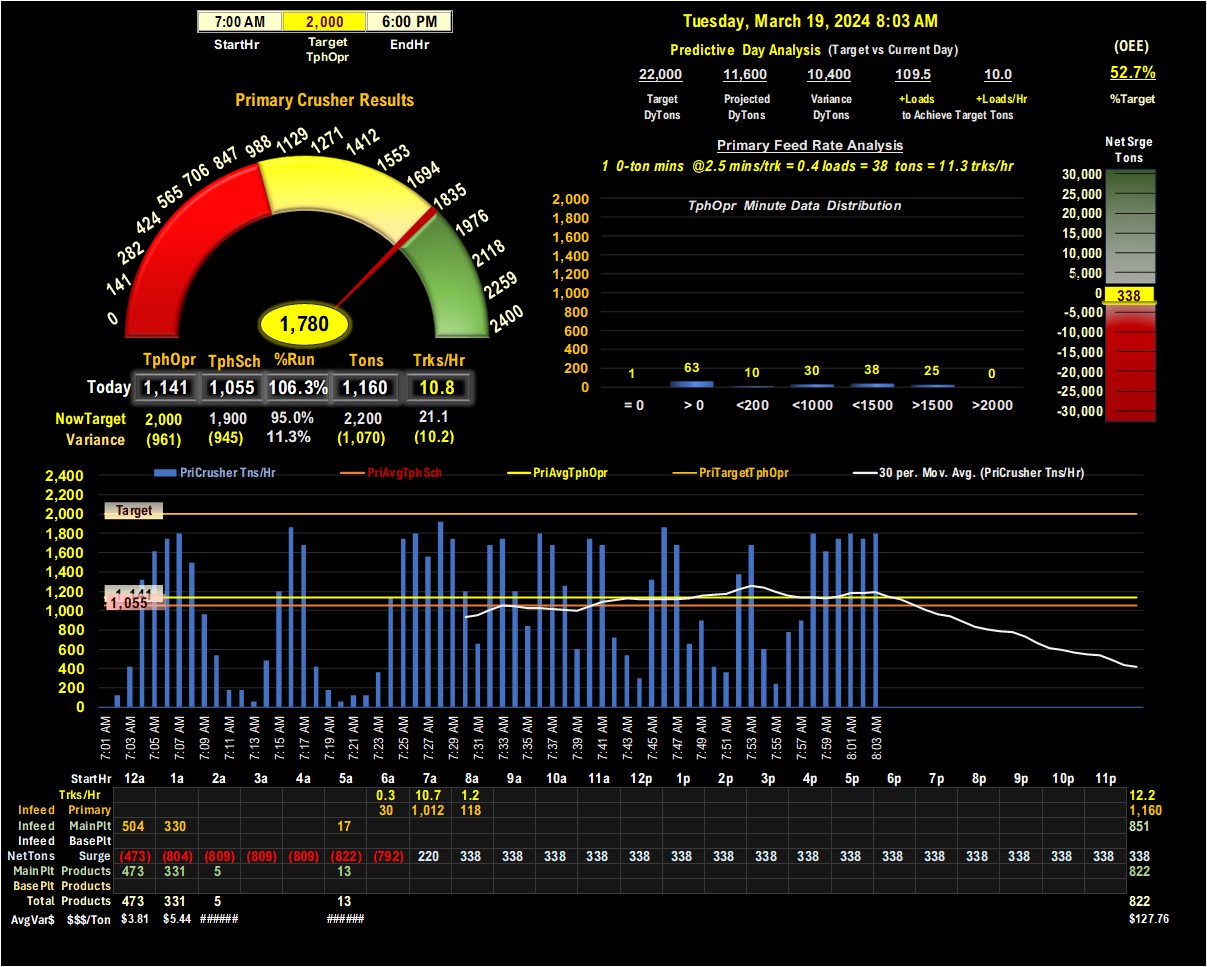 7:00 AM 2,000 6:00 PM
StartHr Target TphOpr EndHr
Primary Crusher Results
0 141 282 424 565 706 847 988 1129 1271 1412 1553 1694 1835 1976 2118 2259 2400
1,780
TphOpr TphSch %Run Tons Trks/Hr
Today 1,141 1,055 106.3% 1,160 10.8
NowTarget 2,000 1,900 95.0% 2,200 21.1
Variance (961) (945) 11.3% (1,070) (10.2)
Tuesday, March 19, 2024 8:03 AM
Predictive Day Analysis (Target vs Current Day)
22,000 11,600 10,400 109.5 10.0
Target Projected Variance +Loads +Loads/Hr
DyTons DyTons DyTons to Achieve Target Tons
(OEE)
52.7%
%Target
Primary Feed Rate Analysis
1 0-ton mins @2.5 mins/trk = 0.4 loads = 38 tons = 11.3 trks/hr
TphOpr Minute Data Distribution
2,000
1,800
1,600
1,400
1,200
1,000
800
600
400
200
0
1 63 10 30 38 25 0
= 0 > 0 <200 <1000 <1500 >1500 >2000
Net Srge
Tons
30,000
25,000
20,000
15,000
10,000
5,000
0 338
-5,000
-10,000
-15,000
-20,000
-25,000
-30,000
PriCrusher Tns/Hr PriAvgTphSch PriAvgTphOpr PriTargetTphOpr 30 per. Mov. Avg. (PriCrusher Tns/Hr)
2,400
2,200
2,000 Target
1,800
1,600
1,400
1,200 1,141
1,000 1,055
800
600
400
200
0
7:01 AM 7:03 AM 7:05 AM 7:07 AM 7:09 AM 7:11 AM 7:13 AM 7:15 AM 7:17 AM 7:19 AM 7:21 AM 7:23 AM 7:25 AM 7:27 AM 7:29 AM 7:31 AM 7:33 AM 7:35 AM 7:37 AM 7:39 AM 7:41 AM 7:43 AM 7:45 AM 7:47 AM 7:49 AM 7:51 AM 7:53 AM 7:55 AM 7:57 AM 7:59 AM 8:01 AM 8:03 AM
StartHr 12a 1a 2a 3a 4a 5a 6a 7a 8a 9a 10a 11a 12p 1p 2p 3p 4p 5p 6p 7p 8p 9p 10p 11p
Trks/Hr 0.3 10.7 1.2 12.2
Infeed Primary 30 1,012 118 1,160
Infeed MainPlt 504 330 17 851
Infeed BasePlt
NetTons Surge (473) (804) (809) (809) (809) (822) (792) 220 338 338 338 338 338 338 338 338 338 338 338 338 338 338 338 338 338
MainPlt Products 473 331 5 13 822
BasePlt Products
Total Products 473 331 5 13 822
AvgVar$ $$$/Ton $3.81 $5.44 ###### ###### $127.76